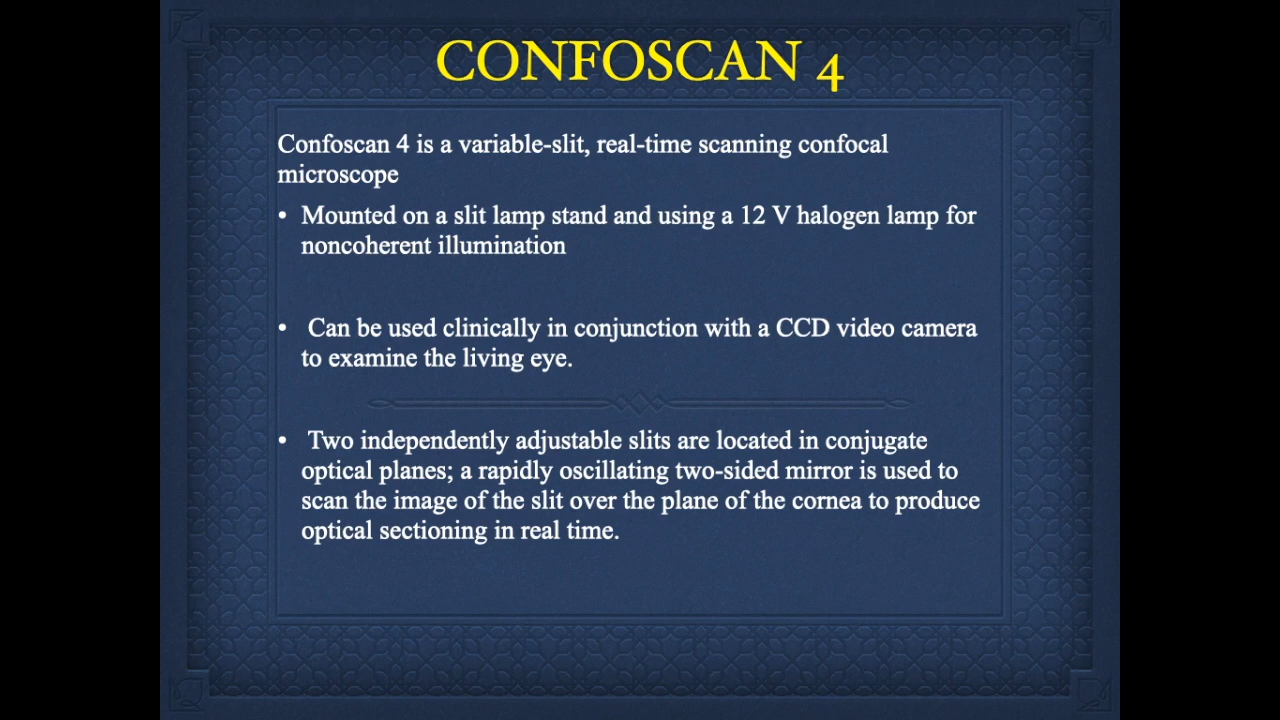 CONFOSCAN 4
Confoscan 4 is a variable-slit, real-time scanning confocal
microscope
• Mounted on a slit lamp stand and using a 12 V halogen lamp for
noncoherent illumination
• Can be used clinically in conjunction with a CCD video camera
to examine the living eye.
• Two independently adjustable slits are located in conjugate
optical planes; a rapidly oscillating two-sided mirror is used to
scan the image of the slit over the plane of the cornea to produce
optical sectioning in real time.